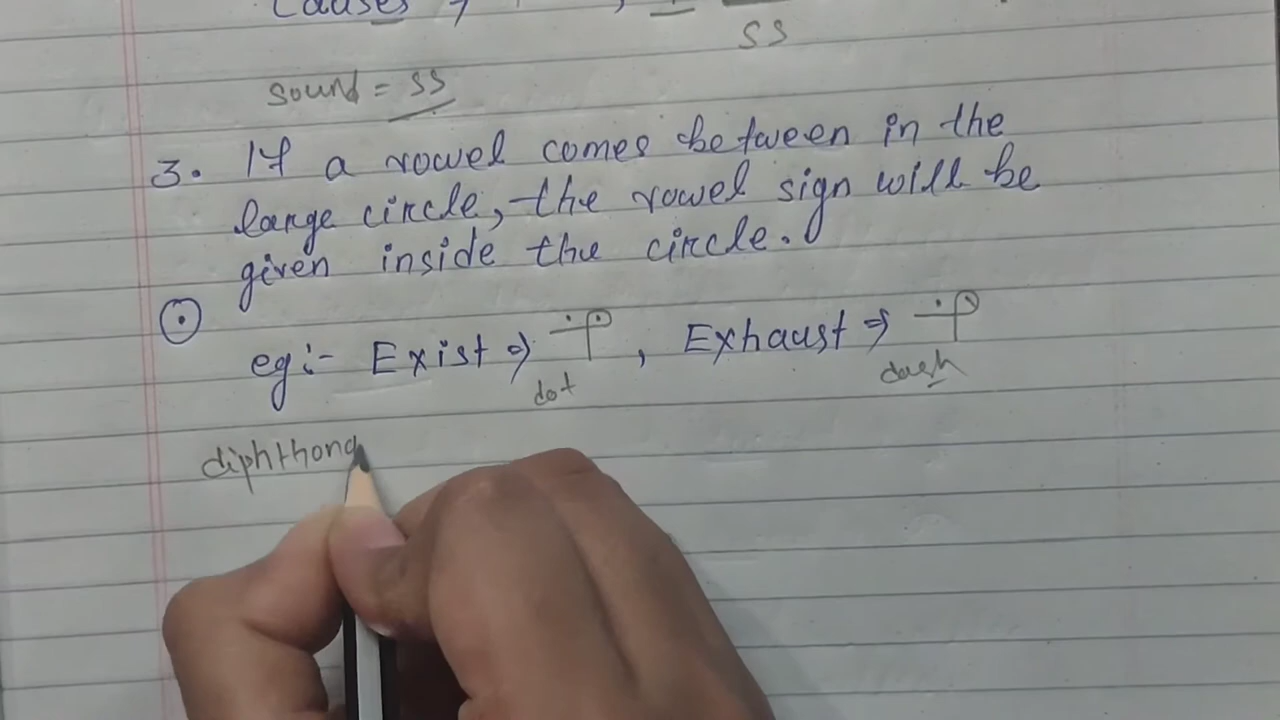 Causes
ss
sound = ss
3. If a vowel comes between in the
large circle, the vowel sign will be
given inside the circle.
eg:- Exist ⇒ , Exhaust ⇒
dot dash
diphthong